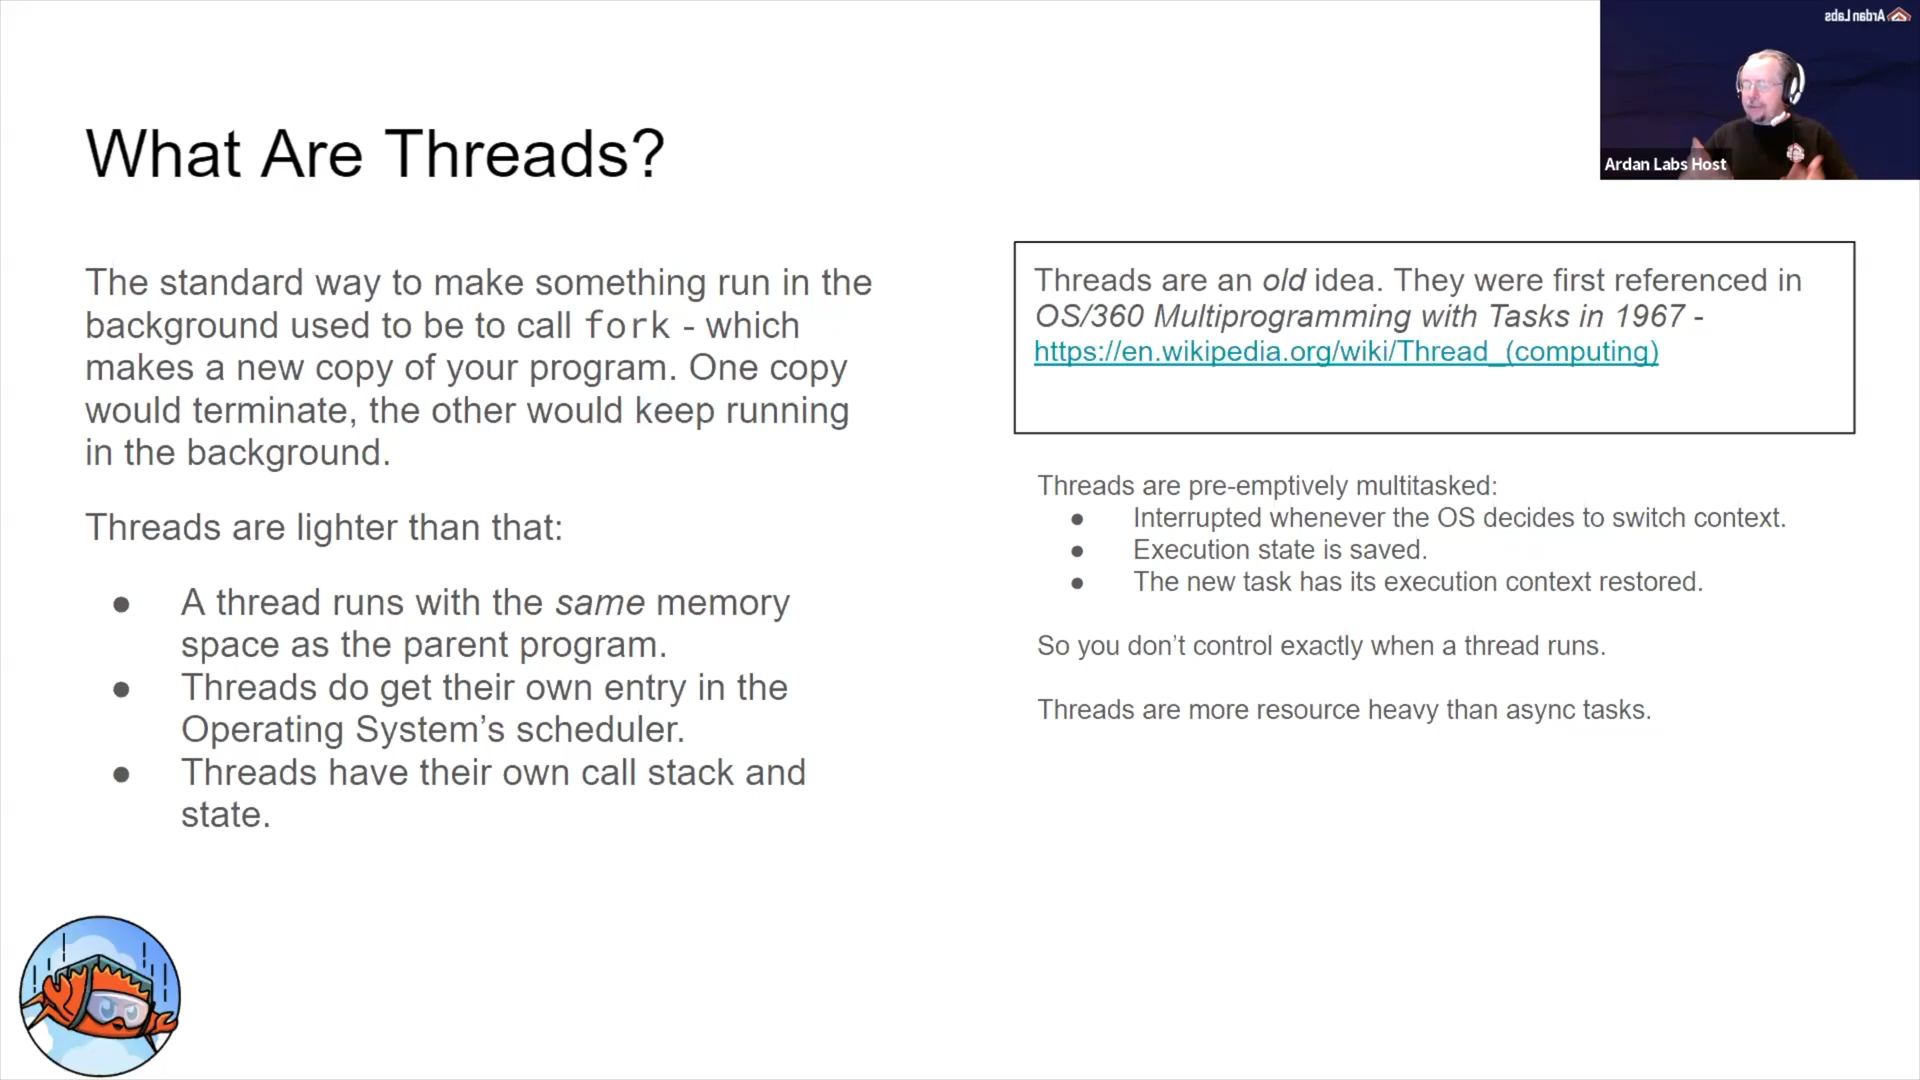 Ardan Labs
Ardan Labs Host
What Are Threads?
The standard way to make something run in the
background used to be to call fork - which
makes a new copy of your program. One copy
would terminate, the other would keep running
in the background.
Threads are lighter than that:
● A thread runs with the same memory
space as the parent program.
● Threads do get their own entry in the
Operating System’s scheduler.
● Threads have their own call stack and
state.
Threads are an old idea. They were first referenced in
OS/360 Multiprogramming with Tasks in 1967 -
https://en.wikipedia.org/wiki/Thread_(computing)
Threads are pre-emptively multitasked:
● Interrupted whenever the OS decides to switch context.
● Execution state is saved.
● The new task has its execution context restored.
So you don’t control exactly when a thread runs.
Threads are more resource heavy than async tasks.